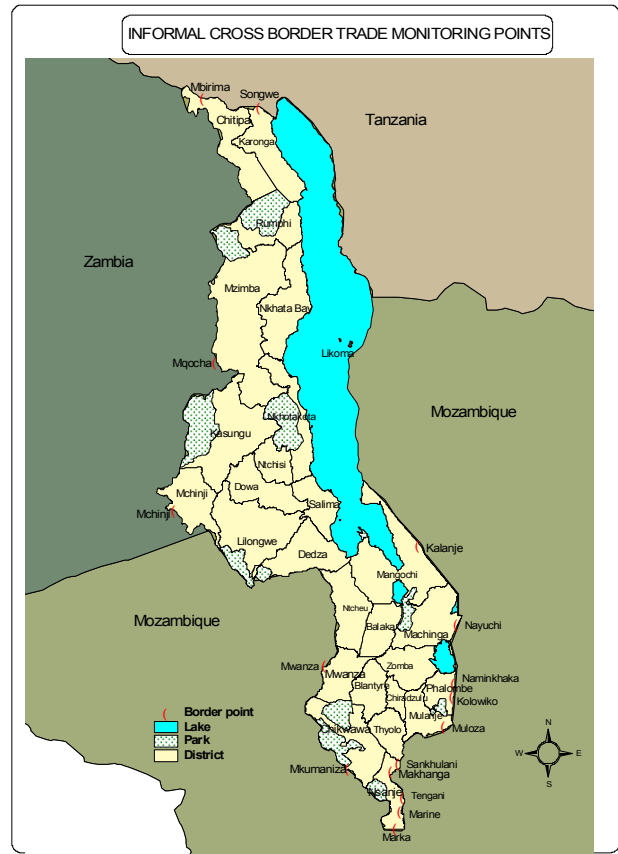 INFORMAL CROSS BORDER TRADE MONITORING POINTS
Mbirima
Songwe
Chitipa
Tanzania
Karonga
Rumphi
Zambia
Mzimba
Nkhata Bay
Likoma
Mqocha
Mozambique
Nkhotakota
Kasungu
Ntchisi
Mchinji
Dowa
Salima
Mchinji
Lilongwe
Kalanje
Dedza
Mangochi
Ntcheu
Mozambique
Balaka
Nayuchi
Machinga
Mwanza
Zomba
Mwanza
Naminkhaka
Blantyre
Phalombe
Chiradzulu
Kolowiko
Border point
Mulanje
Lake
Chikwawa
Thyolo
Muloza
Park
District
N
W
E
S
Sankhulani
Mkumaniza
Makhanga
Nsanje
Tengani
Marine
Marka